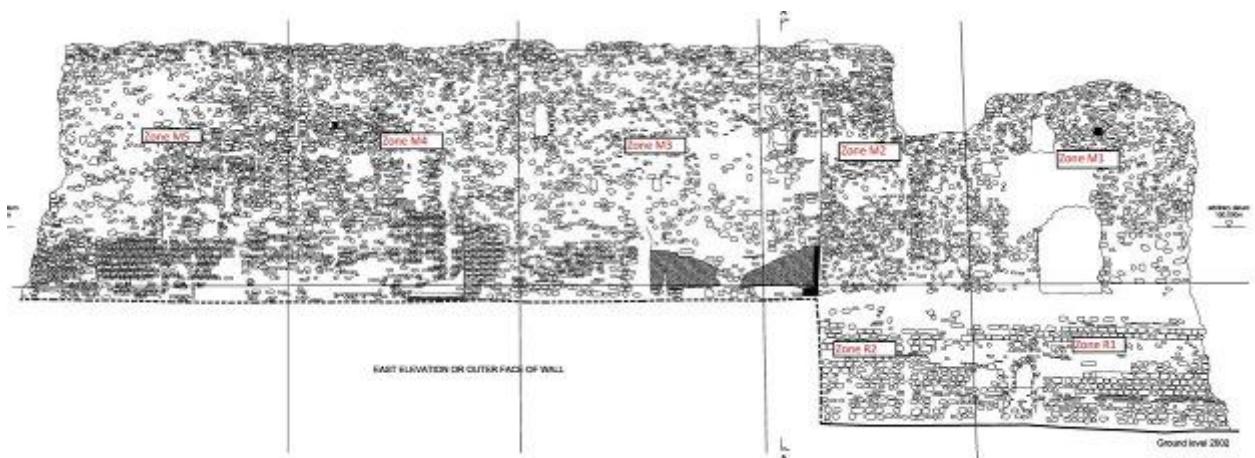 Zone M5
Zone M4
Zone M3
Zone M2
Zone M1
Zone R2
Zone R1
EAST ELEVATION OR OUTER FACE OF WALL
Ground level 2002